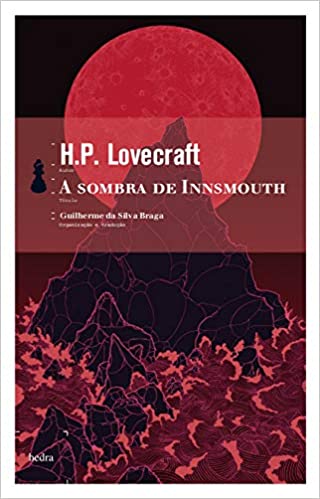 H.P. Lovecraft
Autor
A SOMBRA DE INNSMOUTH
Título
Guilherme da Silva Braga
Organização e tradução
hedra